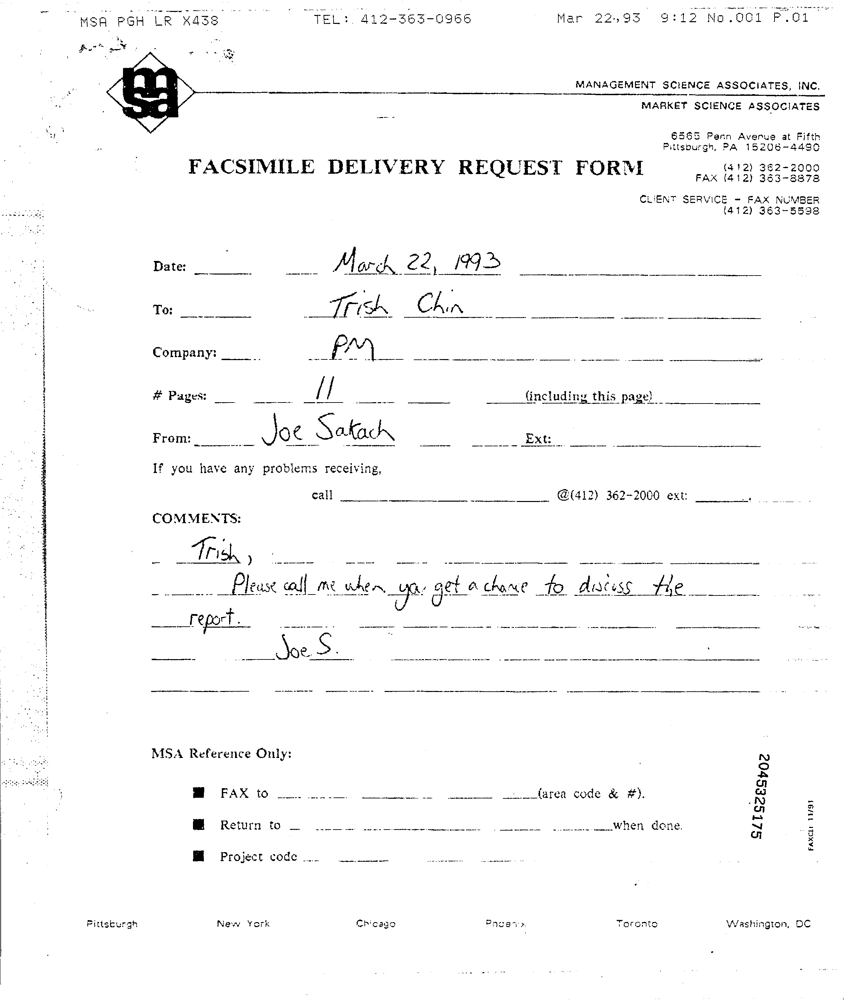 MSA PGH LR X438 TEL: 412-363-0966 Mar 22,93 9:12 No.001 P.01
msa
MANAGEMENT SCIENCE ASSOCIATES, INC.
MARKET SCIENCE ASSOCIATES
6565 Penn Avenue at Fifth
Pittsburgh, PA 15206-4490
FACSIMILE DELIVERY REQUEST FORM
(412) 362-2000
FAX (412) 363-8878
CLIENT SERVICE - FAX NUMBER
(412) 363-5598
Date: March 22, 1993
To: Trish Chin
Company: PM
# Pages: 11 (including this page)
From: Joe Satach Ext:
If you have any problems receiving,
call @(412) 362-2000 ext:
COMMENTS:
Trish,
Please call me when you get a chance to discuss the
report.
Joe S.
MSA Reference Only:
■ FAX to (area code & #).
■ Return to when done.
■ Project code
2045325175
FAXCLI 11/91
Pittsburgh New York Chicago Phoenix Toronto Washington, DC